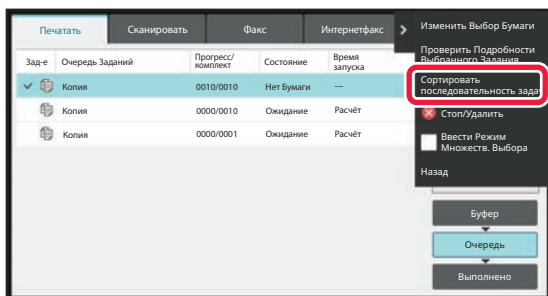 Печатать Сканировать Факс Интернетфакс
Зад-е Очередь Заданий Прогресс/комплект Состояние Время запуска
Копия 0010/0010 Нет Бумаги ---
Копия 0000/0010 Ожидание Расчёт
Копия 0000/0001 Ожидание Расчёт
Изменить Выбор Бумаги
Проверить Подробности
Выбранного Задания
Сортировать
последовательность
Стоп/Удалить
Ввести Режим
Множеств. Выбора
Назад
Буфер
Очередь
Выполнено